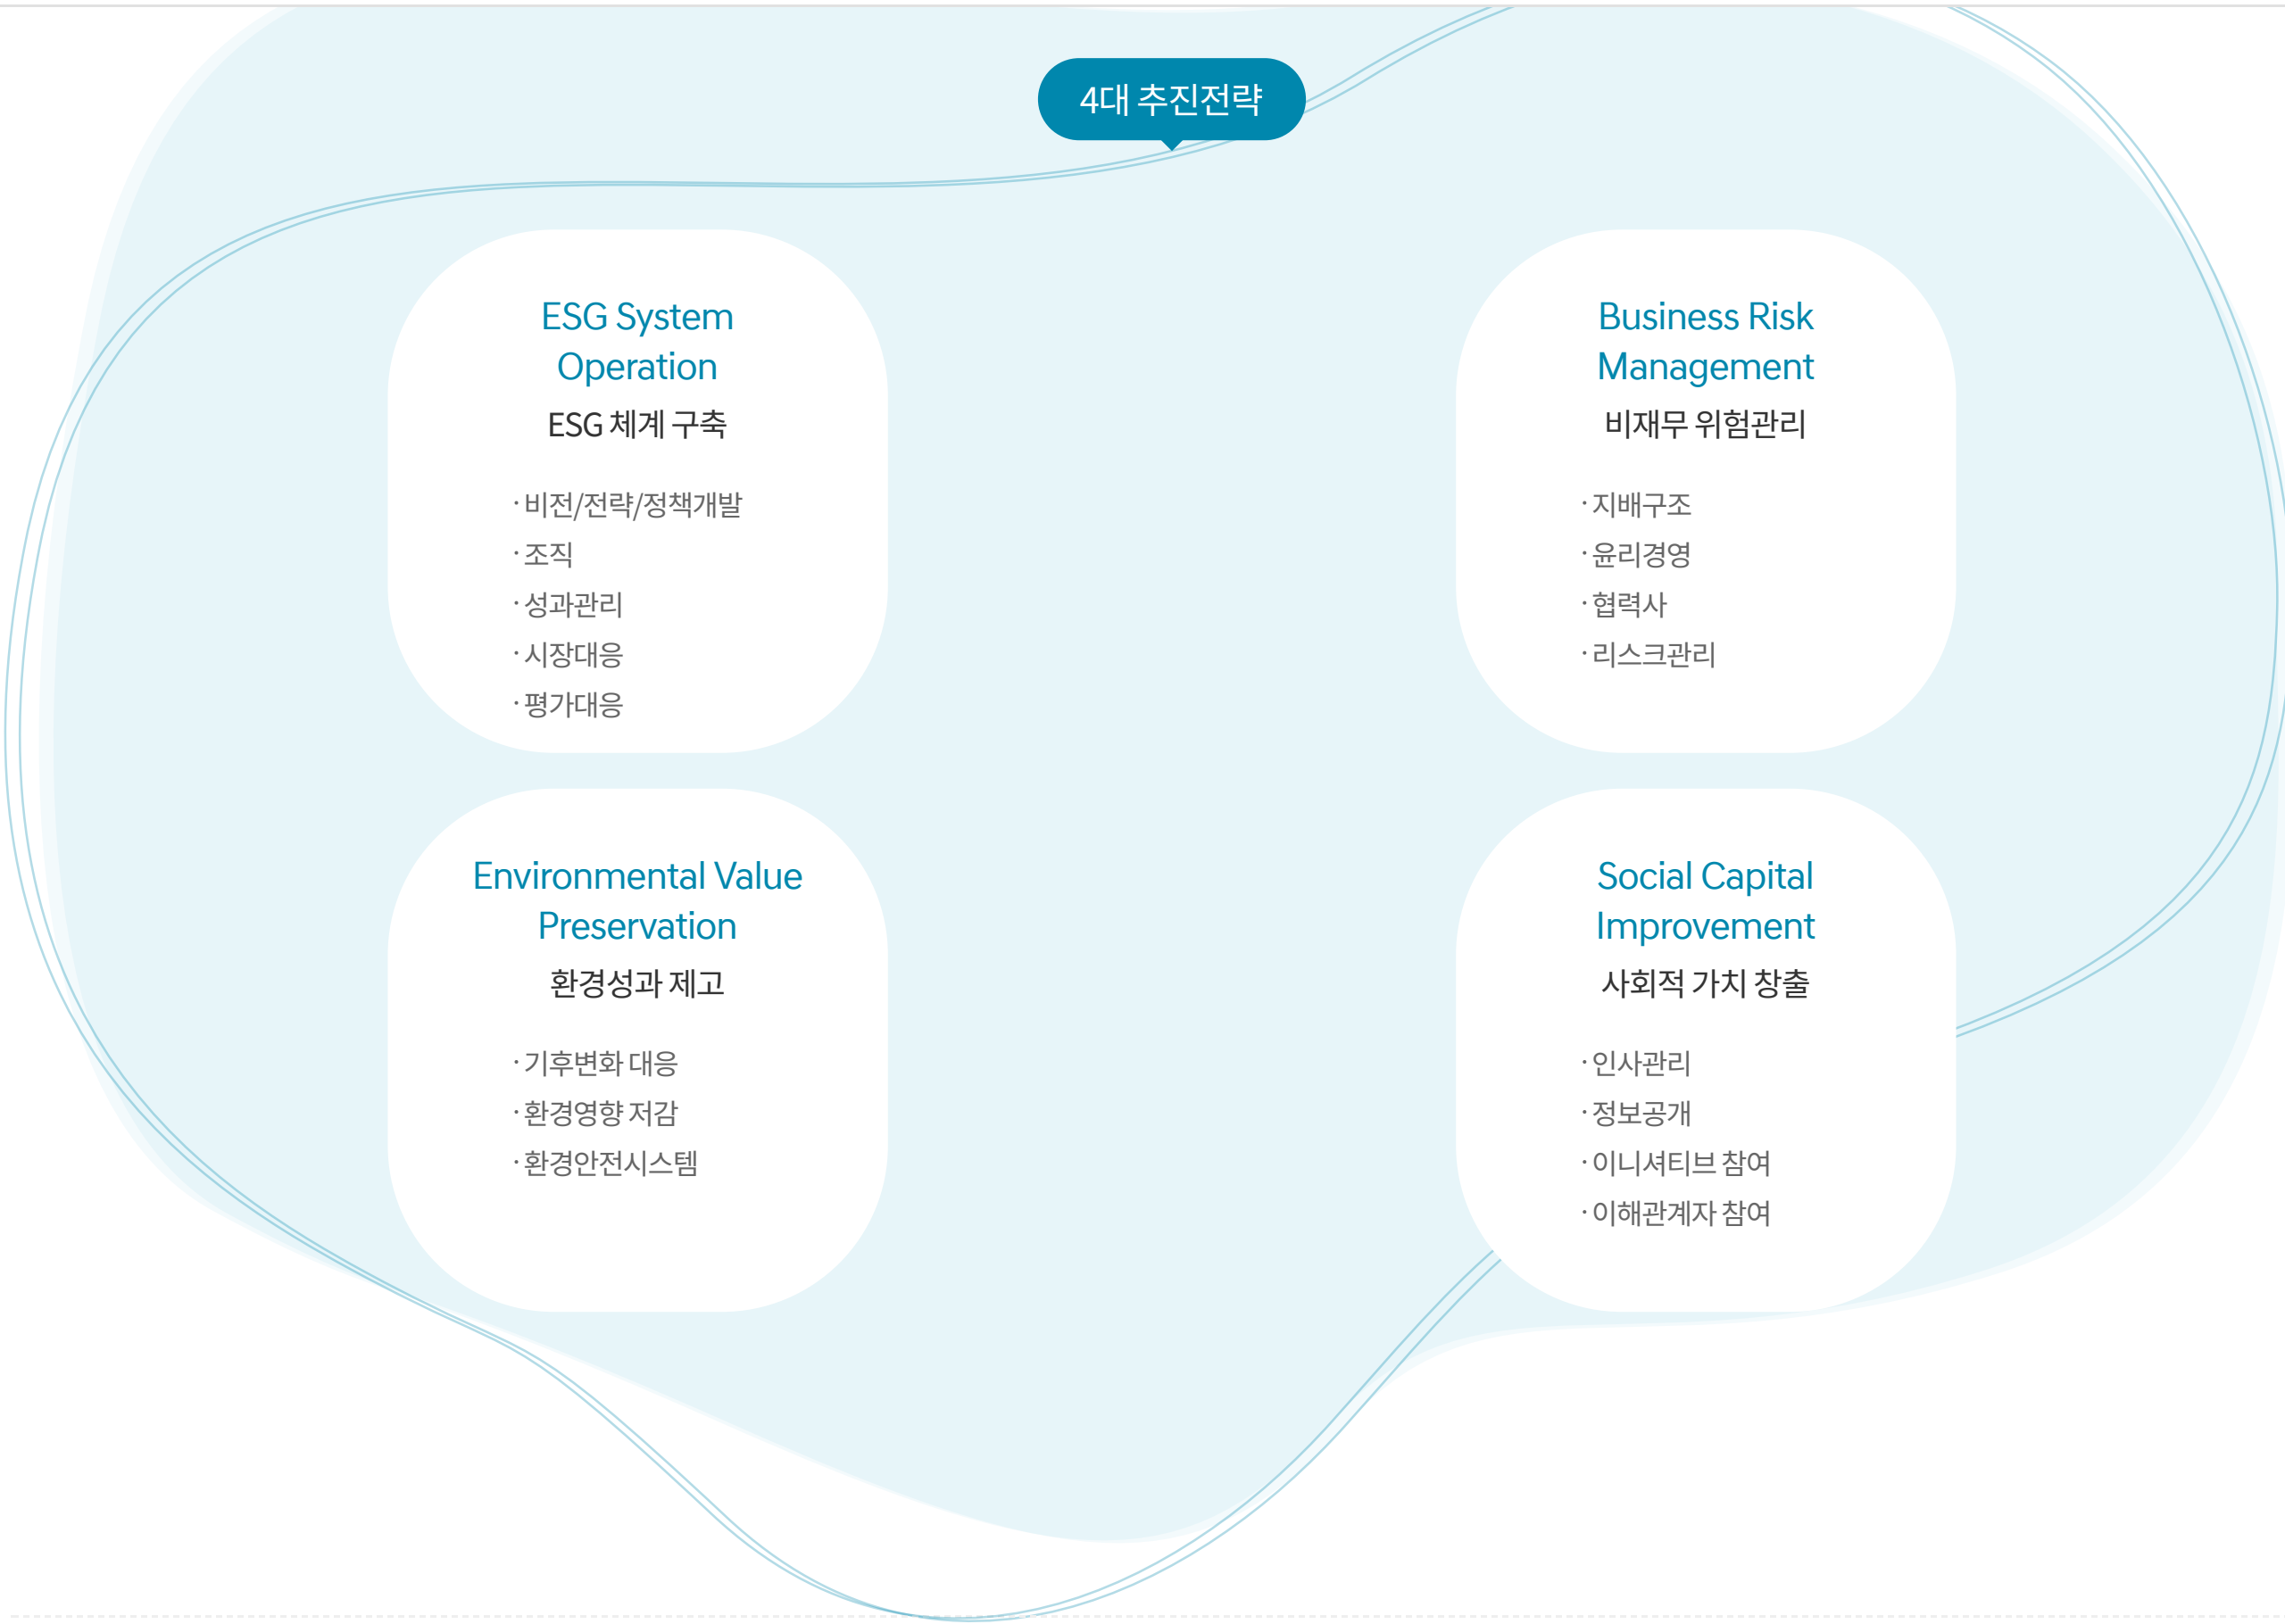 4대 추진전략
ESG System
Operation
ESG 체계 구축
· 비전/전략/정책개발
· 조직
· 성과관리
· 시장대응
· 평가대응
Business Risk
Management
비재무 위험관리
· 지배구조
· 윤리경영
· 협력사
· 리스크관리
Environmental Value
Preservation
환경성과 제고
· 기후변화 대응
· 환경영향 저감
· 환경안전시스템
Social Capital
Improvement
사회적 가치 창출
· 인사관리
· 정보공개
· 이니셔티브 참여
· 이해관계자 참여